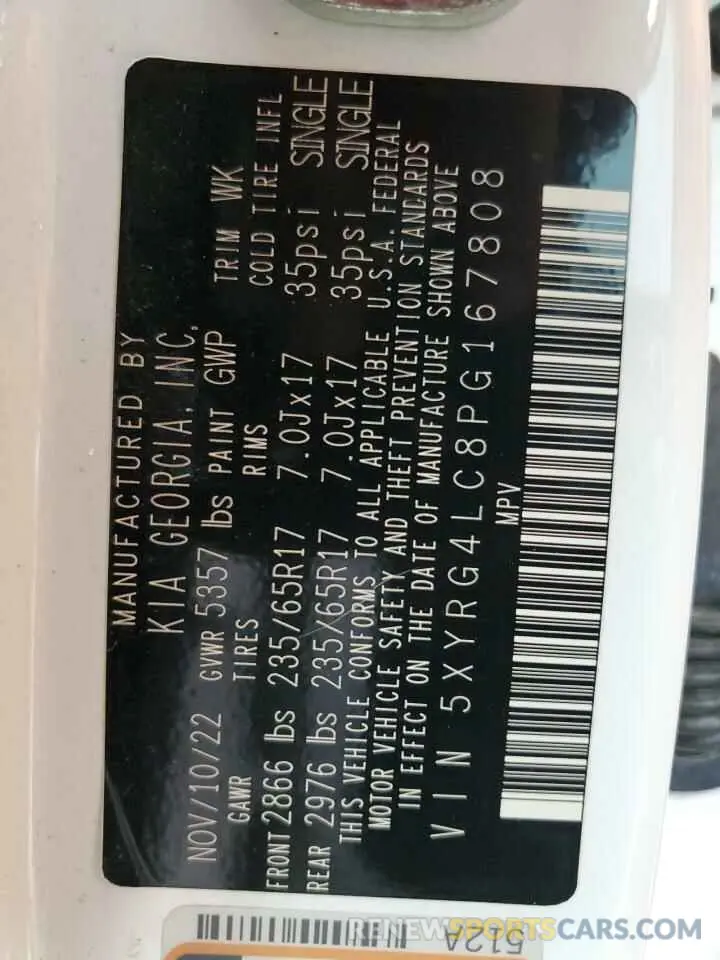 MANUFACTURED BY
KIA GEORGIA, INC.
NOV/10/22 GVWR 5357 lbs PAINT GWP TRIM WK
GAWR TIRES RIMS COLD TIRE INFL
FRONT 2866 lbs 235/65R17 7.0Jx17 35psi SINGLE
REAR 2976 lbs 235/65R17 7.0Jx17 35psi SINGLE
THIS VEHICLE CONFORMS TO ALL APPLICABLE U.S.A. FEDERAL
MOTOR VEHICLE SAFETY AND THEFT PREVENTION STANDARDS
IN EFFECT ON THE DATE OF MANUFACTURE SHOWN ABOVE
VIN 5XYRG4LC8PG167808
MPV
512A
RENEWSPORTSCARS.COM